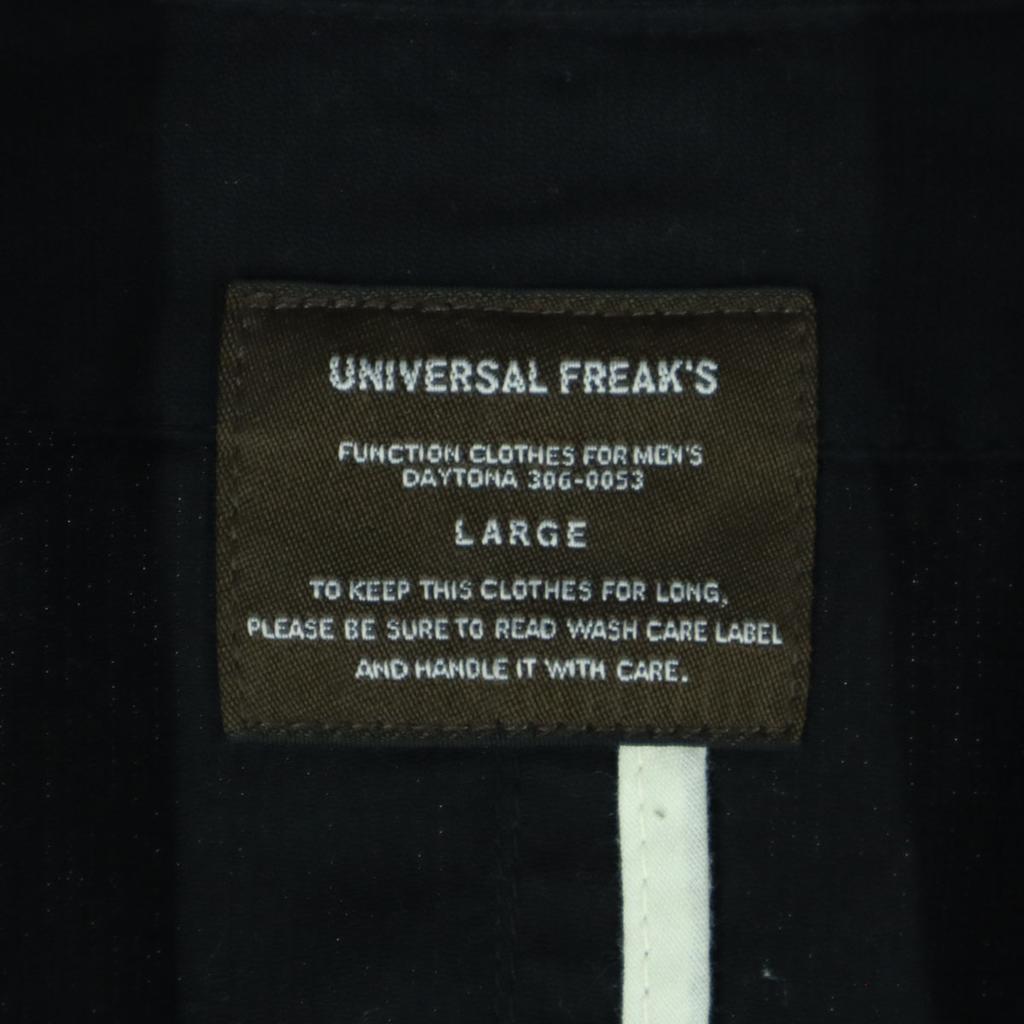 UNIVERSAL FREAK'S
FUNCTION CLOTHES FOR MEN'S
DAYTONA 306-0053
LARGE
TO KEEP THIS CLOTHES FOR LONG,
PLEASE BE SURE TO READ WASH CARE LABEL
AND HANDLE IT WITH CARE.